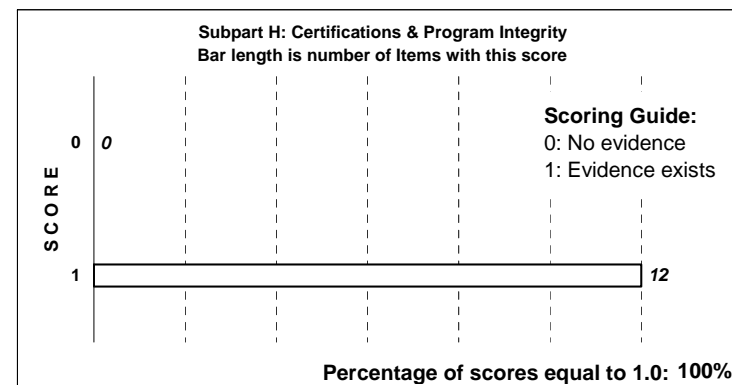 Subpart H: Certifications & Program Integrity
Bar length is number of Items with this score
Scoring Guide:
0: No evidence
1: Evidence exists
SCORE
0 0
1 12
Percentage of scores equal to 1.0: 100%